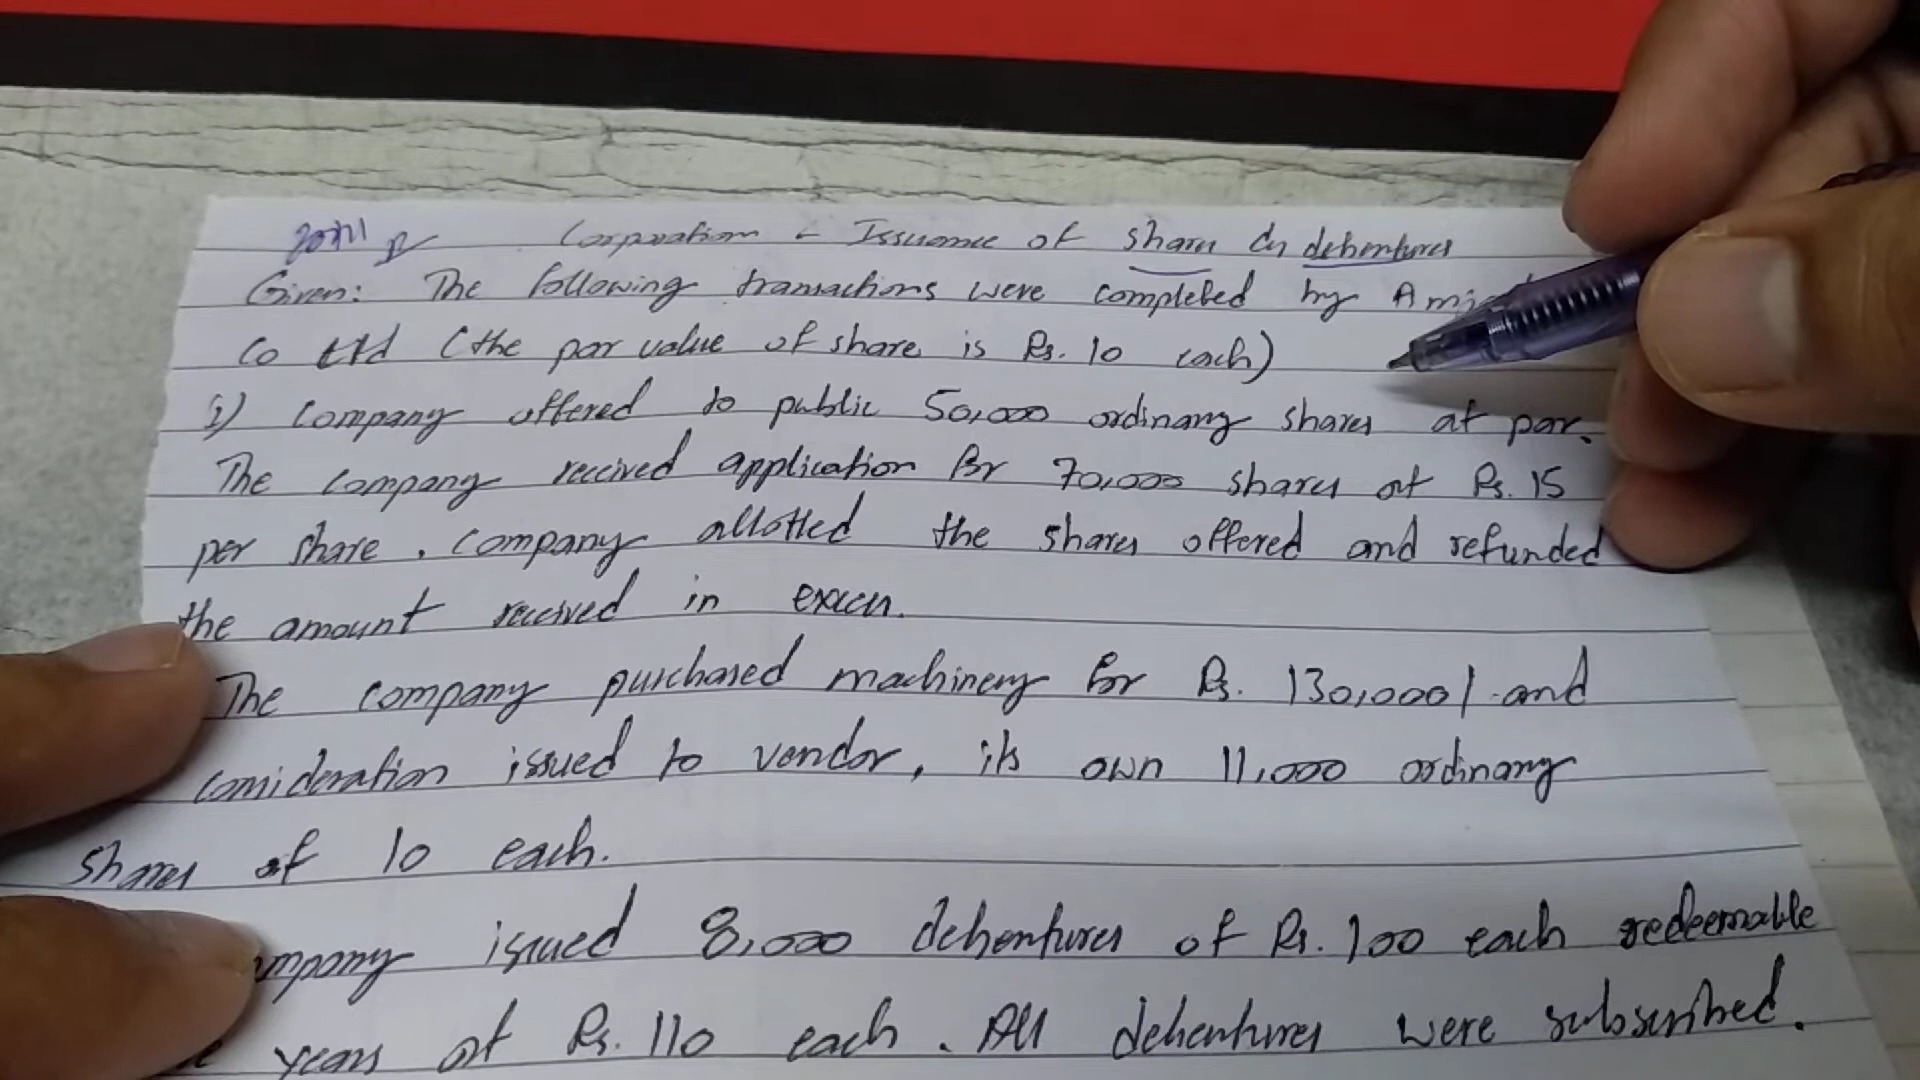 Corporation - Issuance of share & debentures
Given: The following transactions were completed by
Co Ltd (the par value of share is Rs. 10 each)
1) Company offered to public 50,000 ordinary shares at par.
The company received application for 70,000 shares at Rs. 15
per share. Company allotted the shares offered and refunded
the amount received in excess.
The company purchased machinery for Rs. 130,000/- and
consideration issued to vendor, its own 11,000 ordinary
shares of 10 each.
issued 8,000 debentures of Rs. 100 each redeemable
years at Rs. 110 each. All debentures were subscribed.